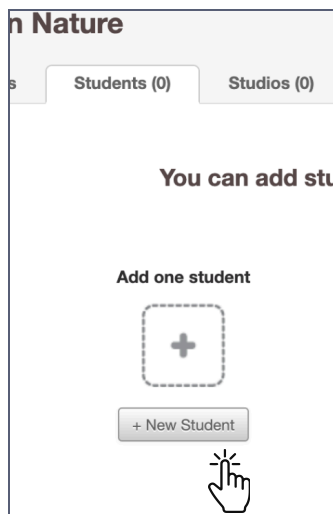 n Nature
s Students (0) Studios (0)
You can add stu
Add one student
+ New Student